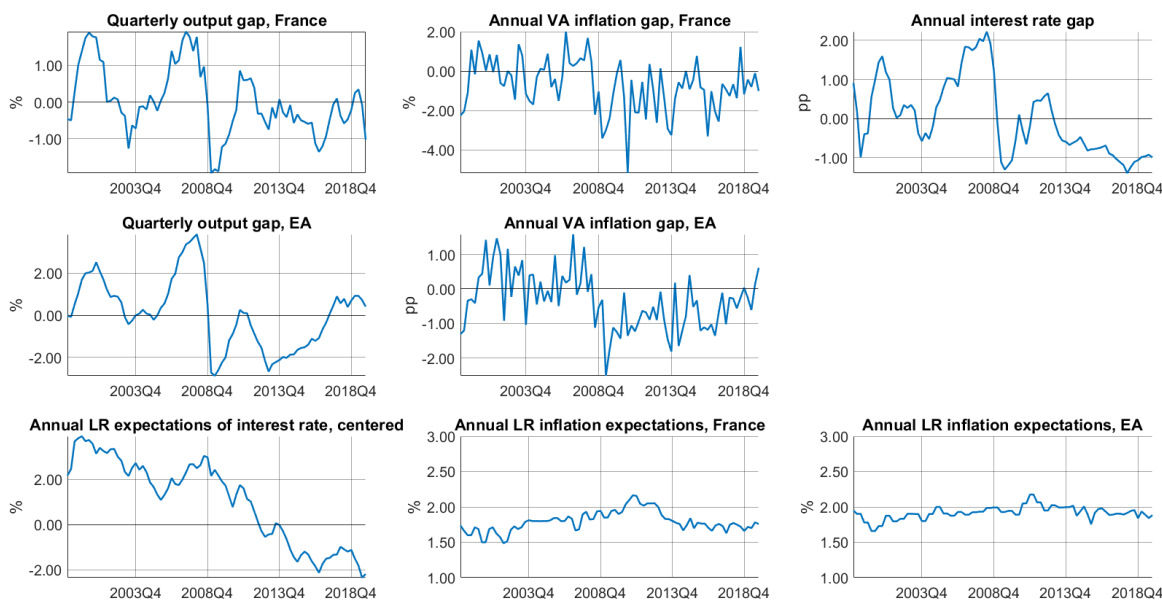 Quarterly output gap, France
%
1.00
0.00
-1.00
2003Q4 2008Q4 2013Q4 2018Q4
Annual VA inflation gap, France
%
2.00
0.00
-2.00
-4.00
2003Q4 2008Q4 2013Q4 2018Q4
Annual interest rate gap
pp
2.00
1.00
0.00
-1.00
2003Q4 2008Q4 2013Q4 2018Q4
Quarterly output gap, EA
%
2.00
0.00
-2.00
2003Q4 2008Q4 2013Q4 2018Q4
Annual VA inflation gap, EA
pp
1.00
0.00
-1.00
-2.00
2003Q4 2008Q4 2013Q4 2018Q4
Annual LR expectations of interest rate, centered
%
2.00
0.00
-2.00
2003Q4 2008Q4 2013Q4 2018Q4
Annual LR inflation expectations, France
%
3.00
2.50
2.00
1.50
1.00
2003Q4 2008Q4 2013Q4 2018Q4
Annual LR inflation expectations, EA
%
3.00
2.50
2.00
1.50
1.00
2003Q4 2008Q4 2013Q4 2018Q4